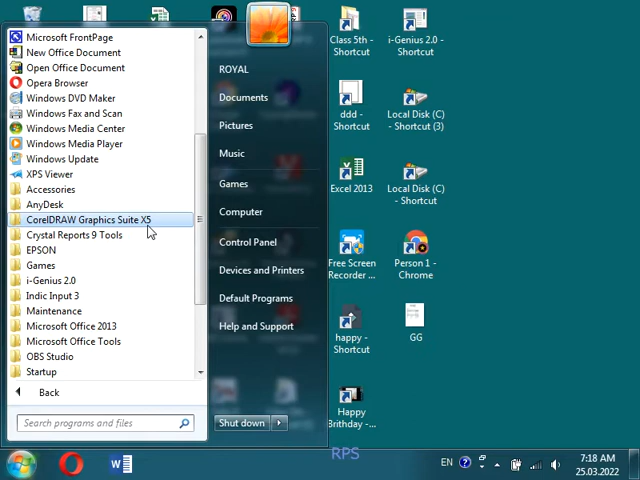 Microsoft FrontPage
New Office Document
Open Office Document
Opera Browser
Windows DVD Maker
Windows Fax and Scan
Windows Media Center
Windows Media Player
Windows Update
XPS Viewer
Accessories
AnyDesk
CorelDRAW Graphics Suite X5
Crystal Reports 9 Tools
EPSON
Games
i-Genius 2.0
Indic Input 3
Maintenance
Microsoft Office 2013
Microsoft Office Tools
OBS Studio
Startup
Back
Search programs and files
ROYAL
Documents
Pictures
Music
Games
Computer
Control Panel
Devices and Printers
Default Programs
Help and Support
Shut down
Class 5th -
Shortcut
i-Genius 2.0 -
Shortcut
ddd -
Shortcut
Local Disk (C)
- Shortcut (3)
Excel 2013
Local Disk (C)
- Shortcut
Free Screen
Recorder ...
Person 1 -
Chrome
happy -
Shortcut
GG
Happy
Birthday -...
RPS
EN
7:18 AM
25.03.2022